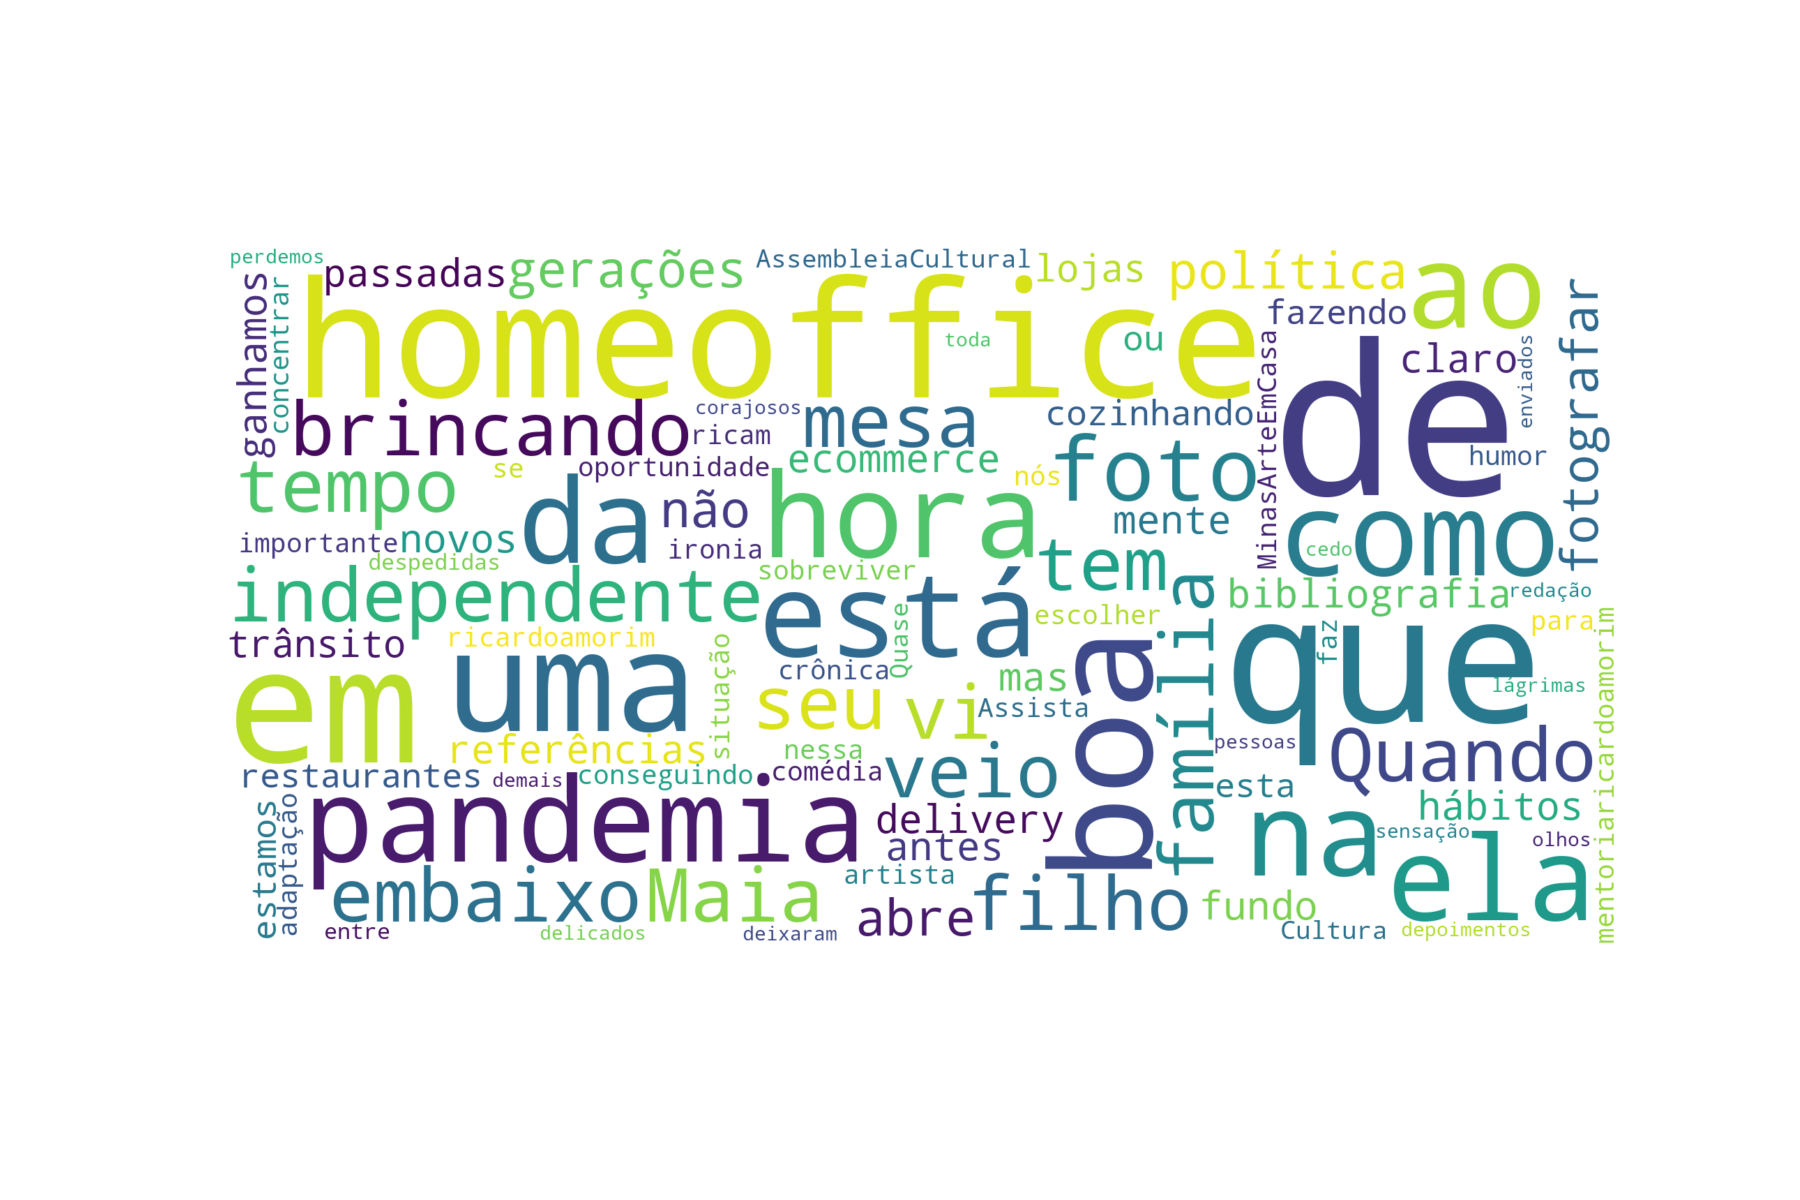 perdemos
passadas
gerações
AssembleiaCultural
lojas
política
ao
ganhamos
concentrar
homeoffice
toda
ou
fazendo
claro
fotografar
MinasArteEmCasa
enviados
de
brincando
corajosos
ricam
mesa
cozinhando
humor
tempo
se
oportunidade
ecommerce
nós
foto
da
não
hora
mente
como
cedo
importante
novos
ironia
tem
despedidas
sobreviver
independente
está
família
bibliografia
redação
escolher
Quase
trânsito
ricardoamorim
situação
uma
crônica
mas
boa
faz
para
que
mentoriaricardoamorim
em
seu
vi
Assista
lágrimas
referências
nessa
pessoas
Quando
restaurantes
demais
conseguindo
comédia
veio
esta
hábitos
estamos
adaptação
pandemia
delivery
antes
na
sensação
olhos
ela
embaixo
Maia
artista
abre
filho
fundo
entre
delicados
deixaram
Cultura
depoimentos